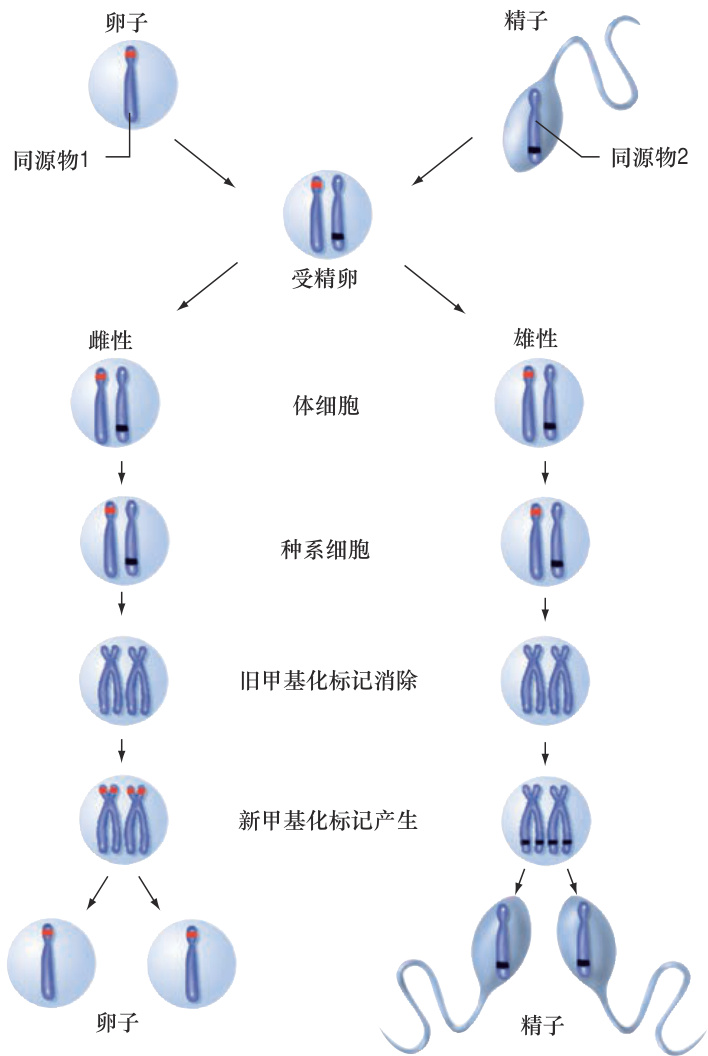 卵子
精子
同源物1
同源物2
受精卵
雌性
雄性
体细胞
种系细胞
旧甲基化标记消除
新甲基化标记产生
卵子
精子